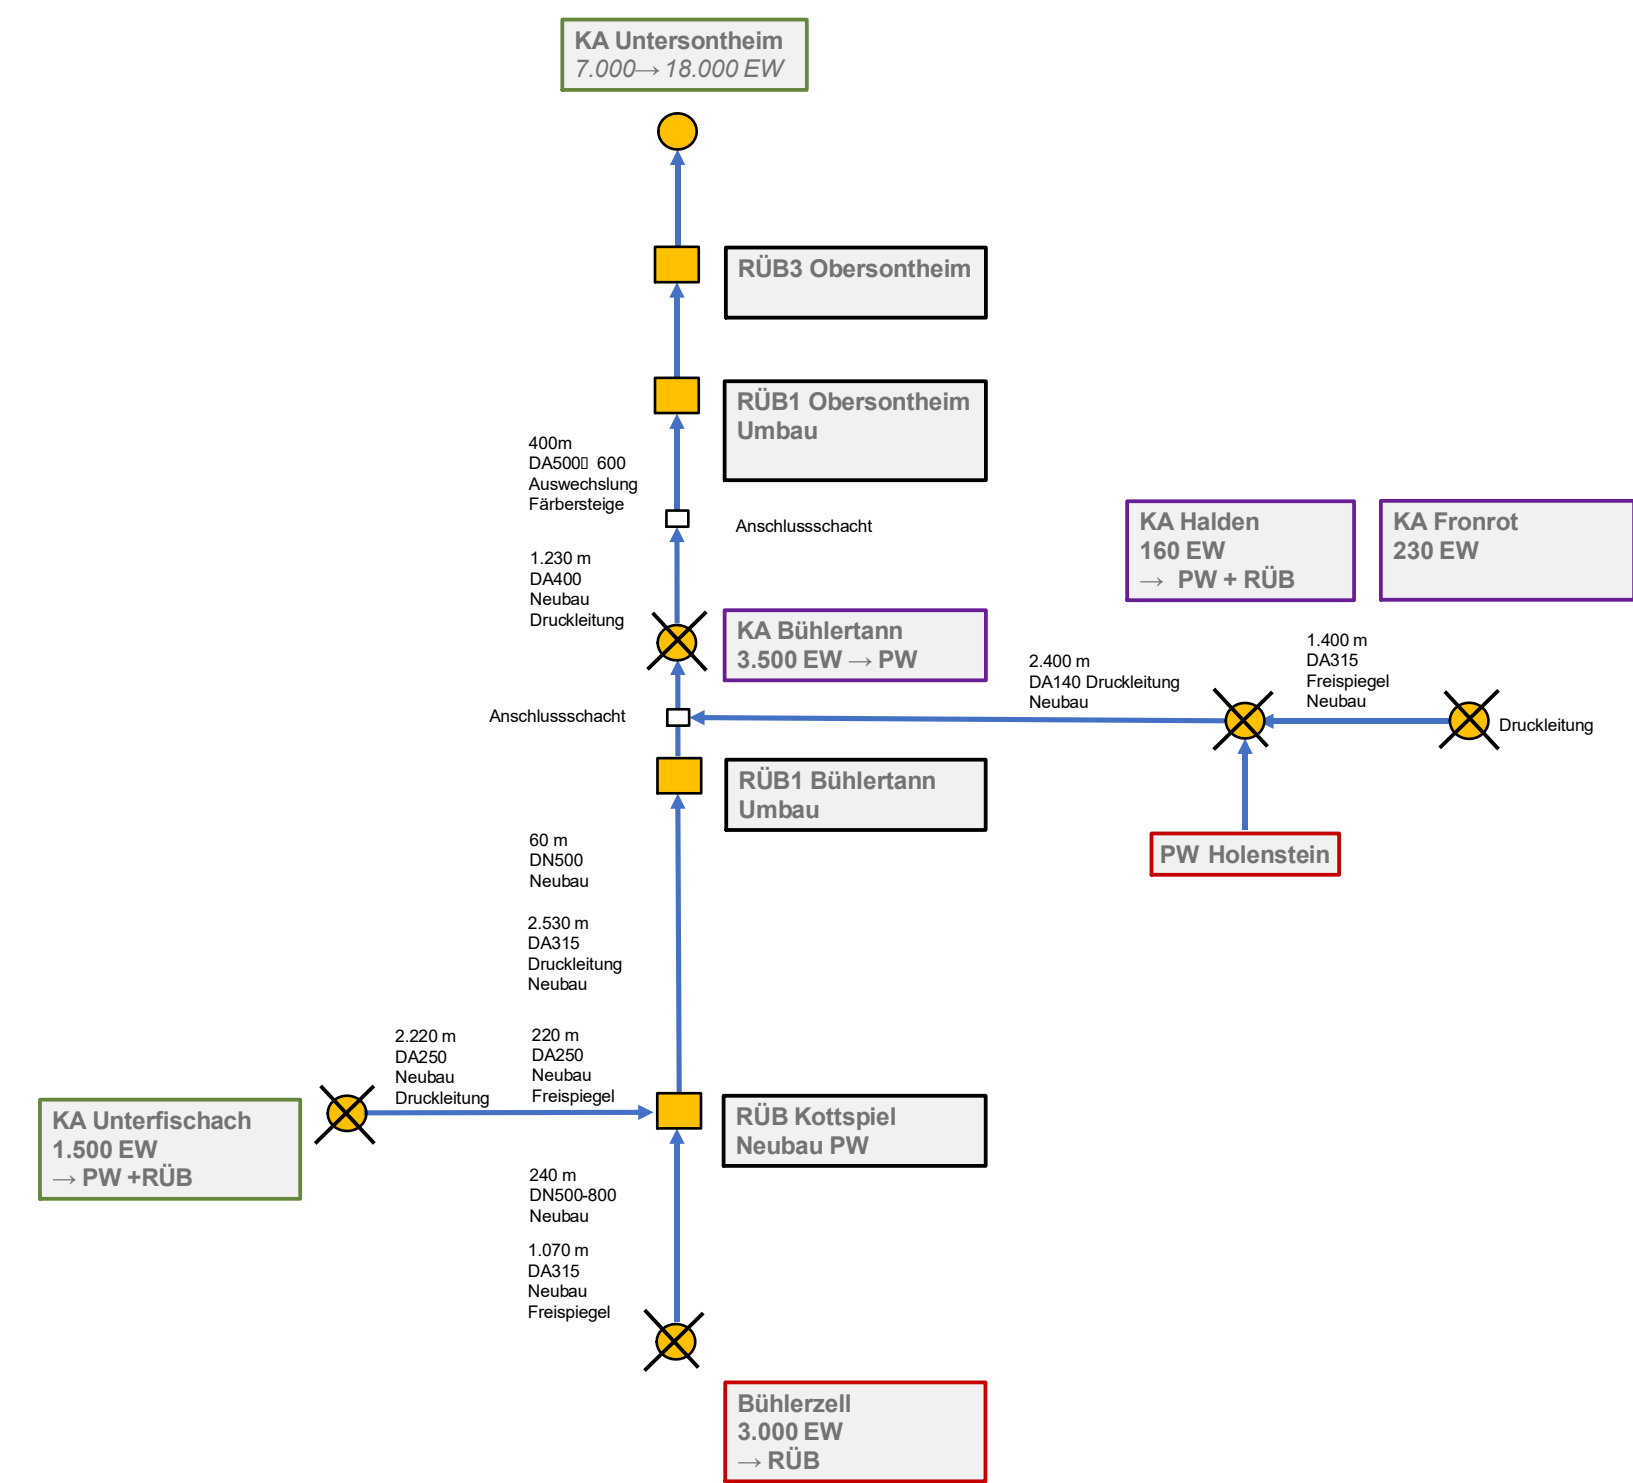 KA Untersontheim
7.000→ 18.000 EW
RÜB3 Obersontheim
RÜB1 Obersontheim
Umbau
400m
DA500▯ 600
Auswechslung
Färbersteige
Anschlussschacht
1.230 m
DA400
Neubau
Druckleitung
KA Bühlertann
3.500 EW → PW
KA Halden
160 EW
→ PW + RÜB
KA Fronrot
230 EW
2.400 m
DA140 Druckleitung
Neubau
1.400 m
DA315
Freispiegel
Neubau
Druckleitung
Anschlussschacht
RÜB1 Bühlertann
Umbau
PW Holenstein
60 m
DN500
Neubau
2.530 m
DA315
Druckleitung
Neubau
2.220 m
DA250
Neubau
Druckleitung
220 m
DA250
Neubau
Freispiegel
KA Unterfischach
1.500 EW
→ PW +RÜB
RÜB Kottspiel
Neubau PW
240 m
DN500-800
Neubau
1.070 m
DA315
Neubau
Freispiegel
Bühlerzell
3.000 EW
→ RÜB